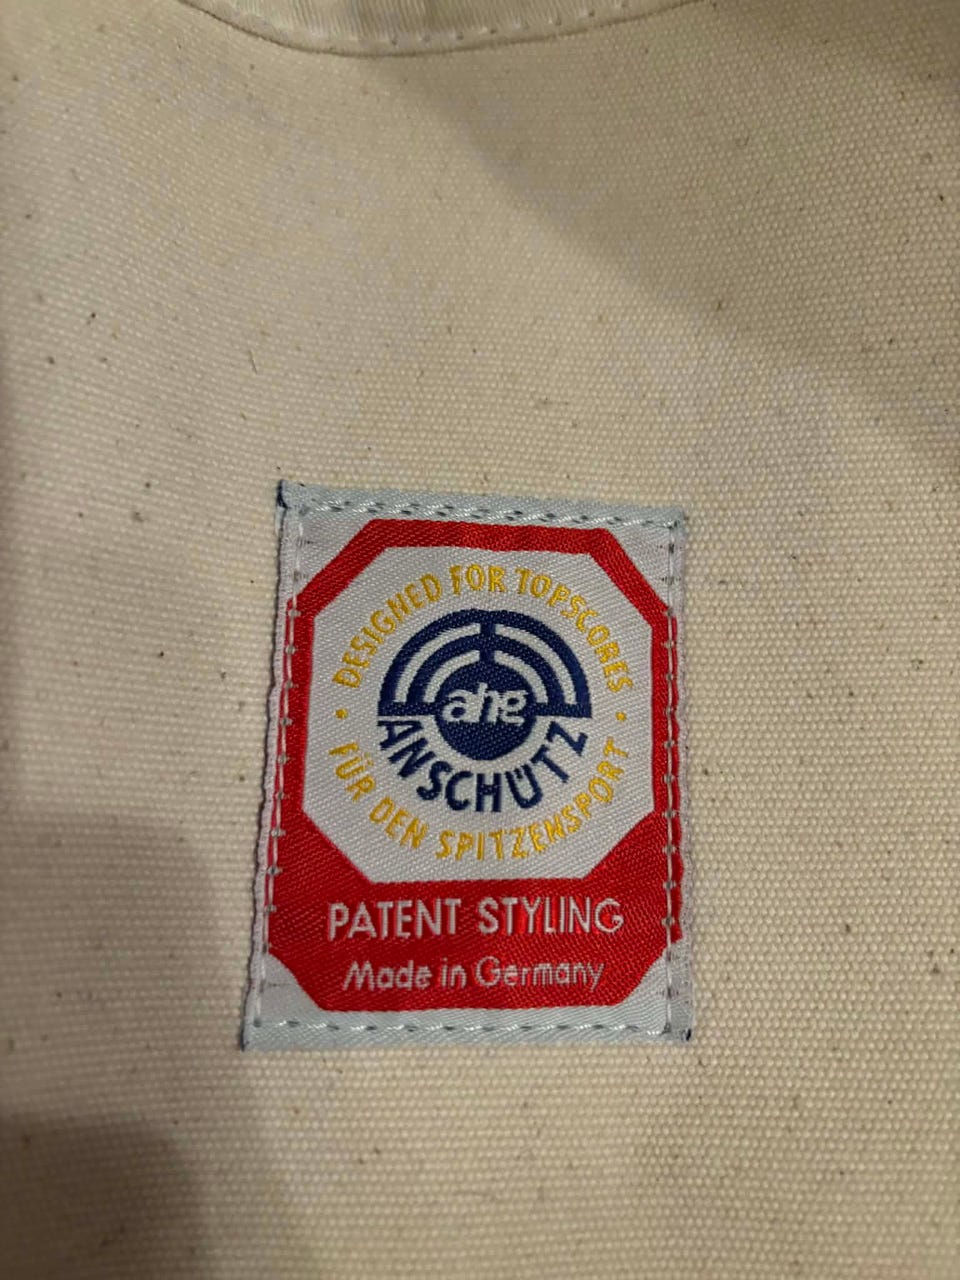 DESIGNED FOR TOPSCORES
ahg
ANSCHÜTZ
• FÜR DEN SPITZENSPORT •
PATENT STYLING
Made in Germany